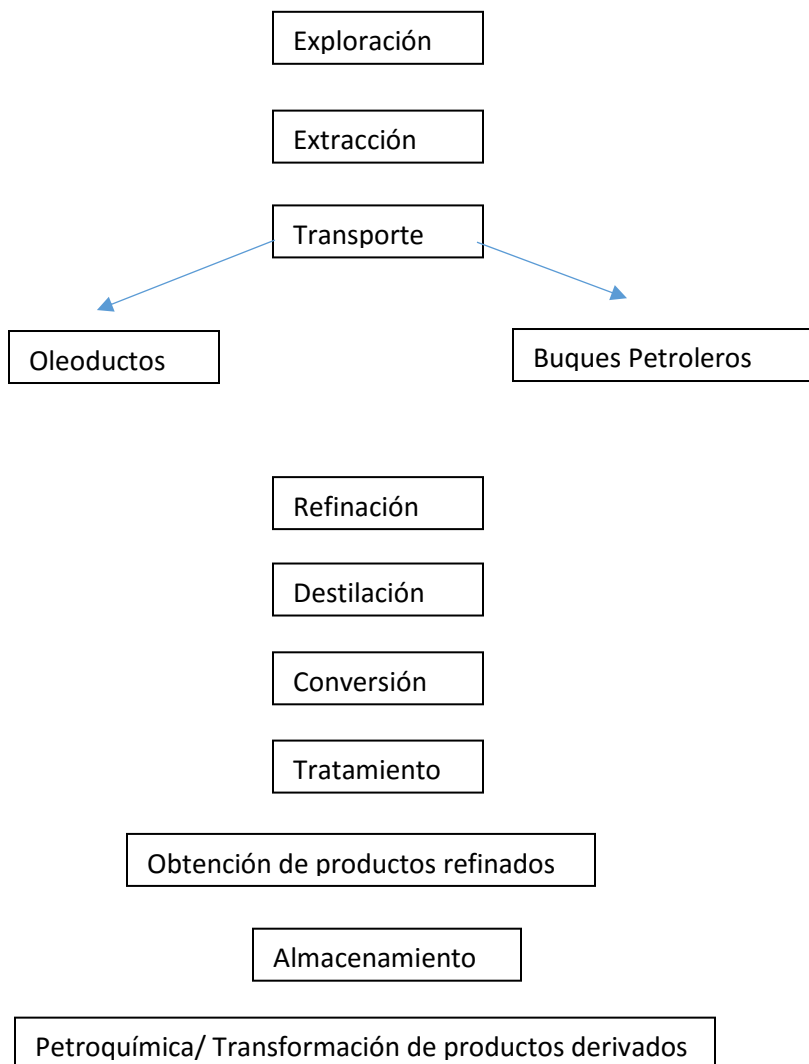 Exploración
Extracción
Transporte
Oleoductos
Buques Petroleros
Refinación
Destilación
Conversión
Tratamiento
Obtención de productos refinados
Almacenamiento
Petroquímica/ Transformación de productos derivados